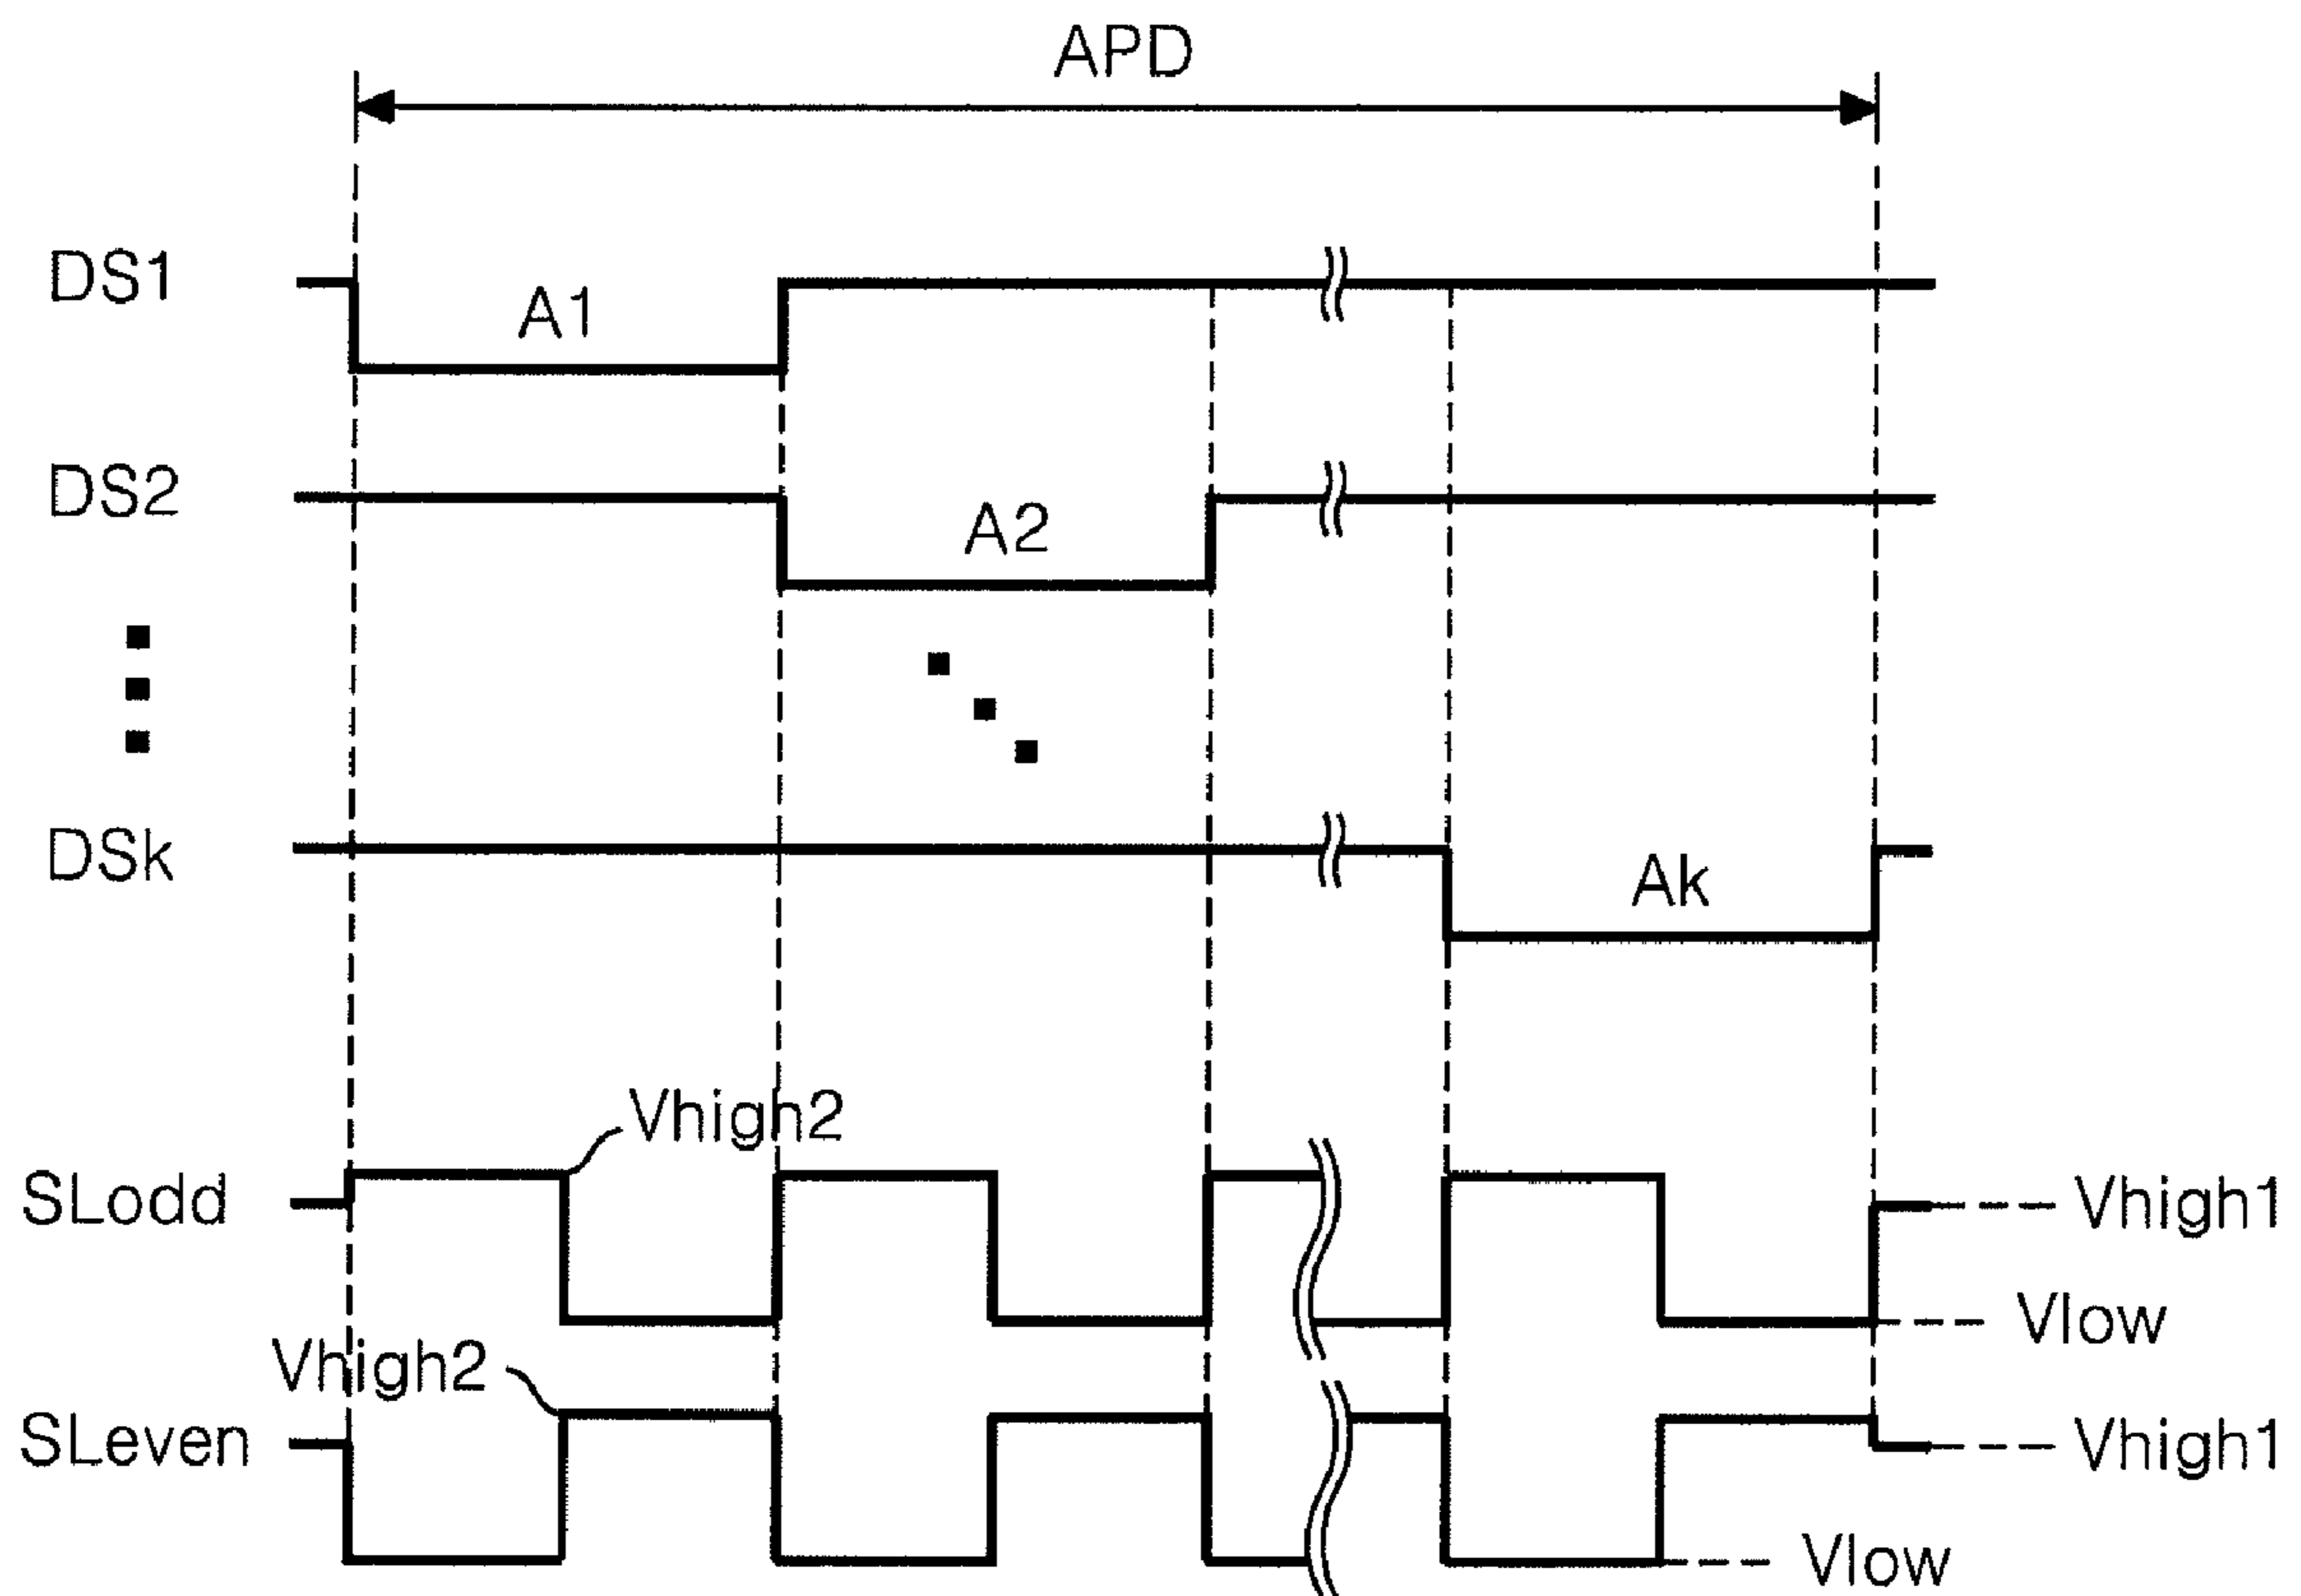 APD
DS1
A1
DS2
A2
DSk
Ak
Vhigh2
SLodd
Vhigh1
Vlow
Vhigh2
SLeven
Vhigh1
Vlow